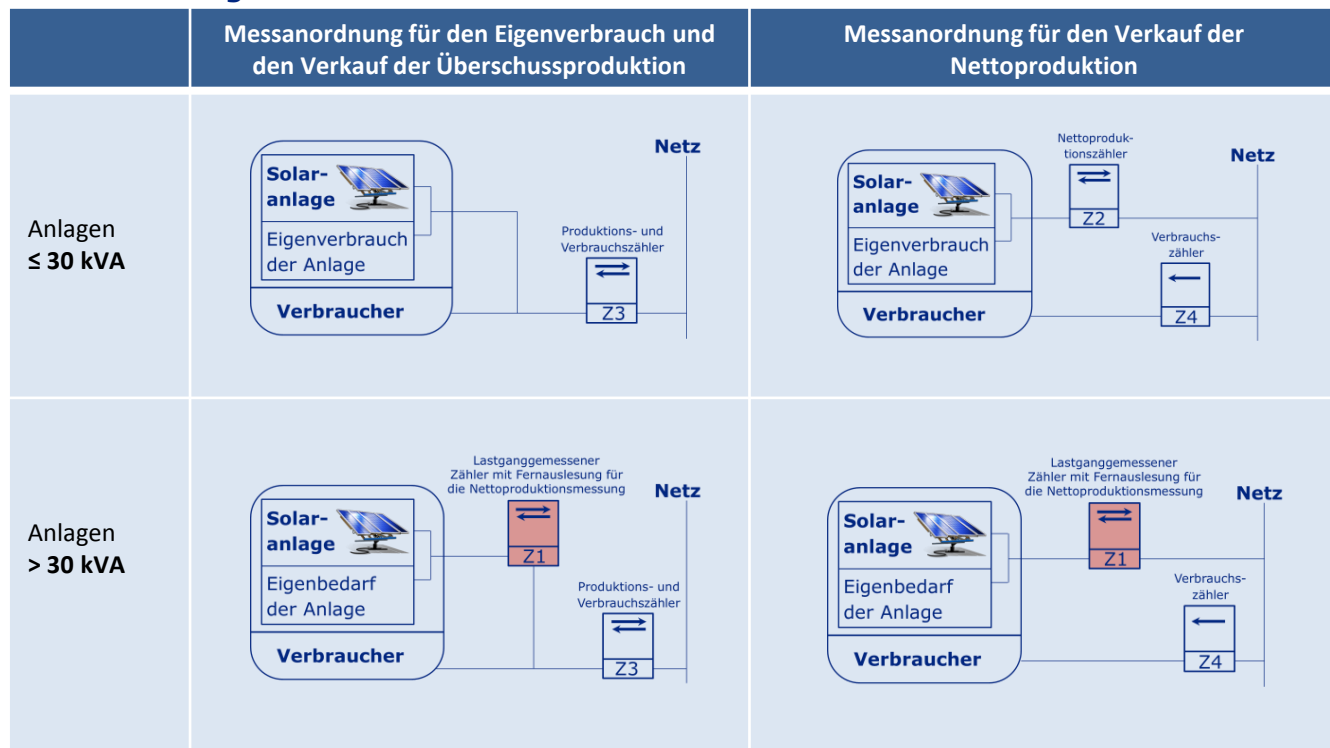 Messanordnung für den Eigenverbrauch und
den Verkauf der Überschussproduktion
Messanordnung für den Verkauf der
Nettoproduktion
Anlagen
≤ 30 kVA
Netz
Solar-
anlage
Eigenverbrauch
der Anlage
Verbraucher
Produktions- und
Verbrauchszähler
Z3
Nettoproduk-
tionszähler
Netz
Solar-
anlage
Z2
Eigenverbrauch
der Anlage
Verbrauchs-
zähler
Verbraucher
Z4
Anlagen
> 30 kVA
Lastganggemessener
Zähler mit Fernauslesung für
die Nettoproduktionsmessung
Netz
Solar-
anlage
Z1
Eigenbedarf
der Anlage
Produktions- und
Verbrauchszähler
Verbraucher
Z3
Lastganggemessener
Zähler mit Fernauslesung für
die Nettoproduktionsmessung
Netz
Solar-
anlage
Z1
Eigenbedarf
der Anlage
Verbrauchs-
zähler
Verbraucher
Z4